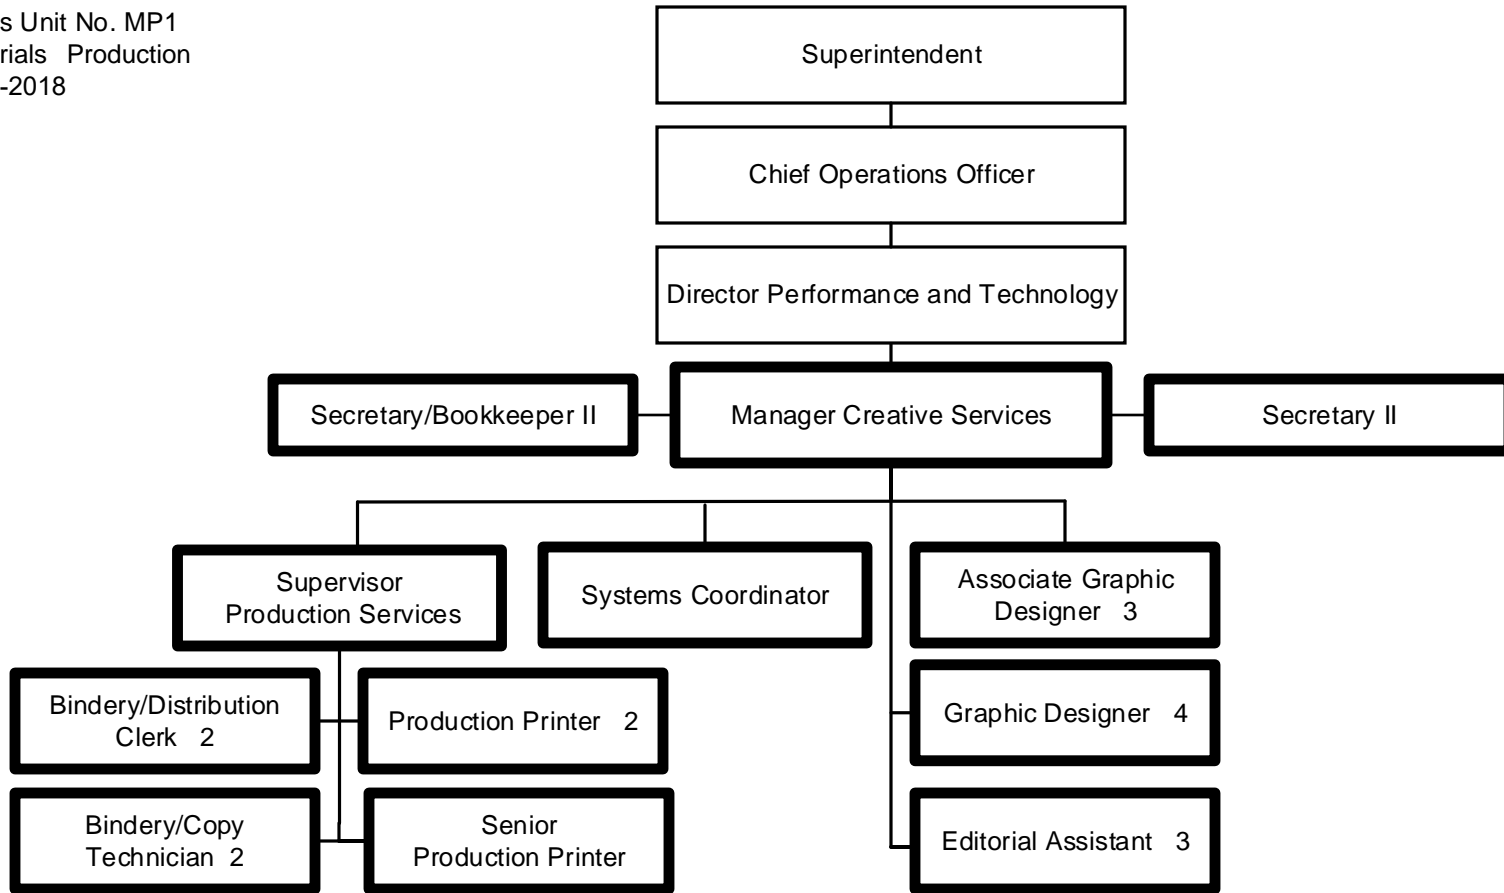 s Unit No. MP1
rials Production
-2018
Superintendent
Chief Operations Officer
Director Performance and Technology
Secretary/Bookkeeper II
Manager Creative Services
Secretary II
Supervisor
Production Services
Systems Coordinator
Associate Graphic
Designer 3
Bindery/Distribution
Clerk 2
Production Printer 2
Graphic Designer 4
Bindery/Copy
Technician 2
Senior
Production Printer
Editorial Assistant 3